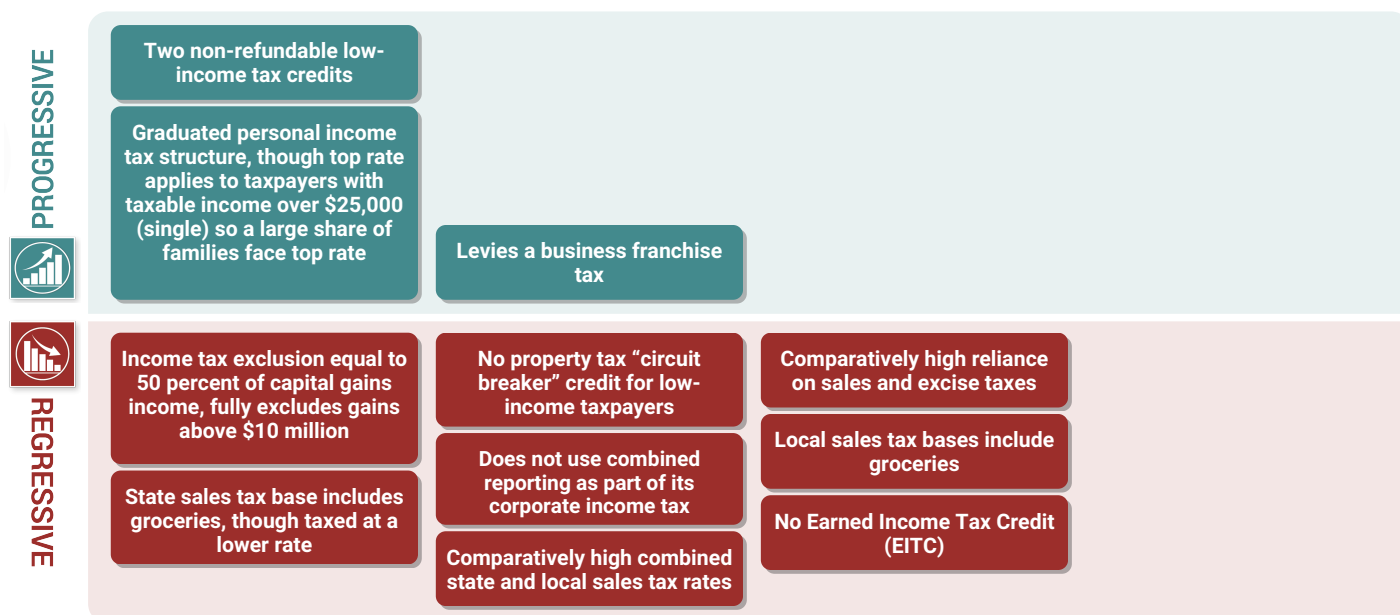 PROGRESSIVE
Two non-refundable low-
income tax credits
Graduated personal income
tax structure, though top rate
applies to taxpayers with
taxable income over $25,000
(single) so a large share of
families face top rate
Levies a business franchise
tax
REGRESSIVE
Income tax exclusion equal to
50 percent of capital gains
income, fully excludes gains
above $10 million
State sales tax base includes
groceries, though taxed at a
lower rate
No property tax “circuit
breaker” credit for low-
income taxpayers
Does not use combined
reporting as part of its
corporate income tax
Comparatively high combined
state and local sales tax rates
Comparatively high reliance
on sales and excise taxes
Local sales tax bases include
groceries
No Earned Income Tax Credit
(EITC)